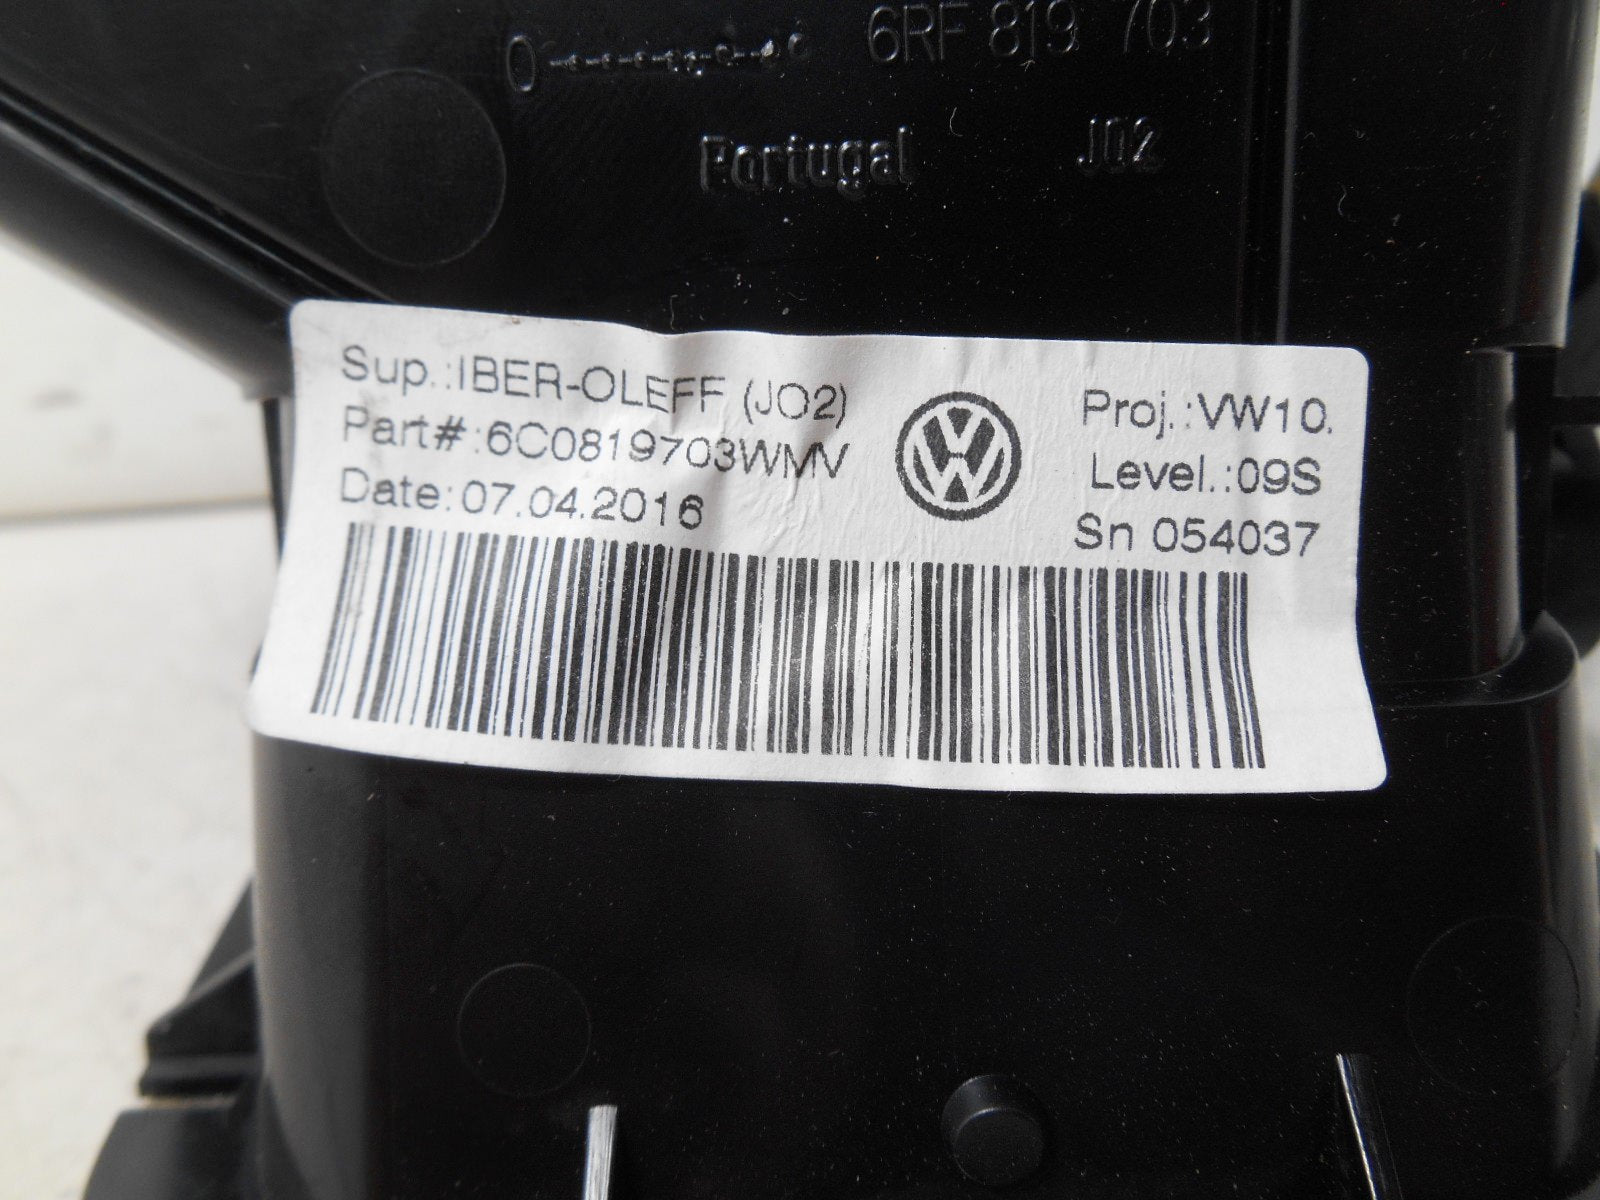 6RF 819 703
Portugal J02
Sup.:IBER-OLEFF (JO2)
Part#:6C0819703WMV
Date:07.04.2016
Proj.:VW10.
Level.:09S
Sn 054037